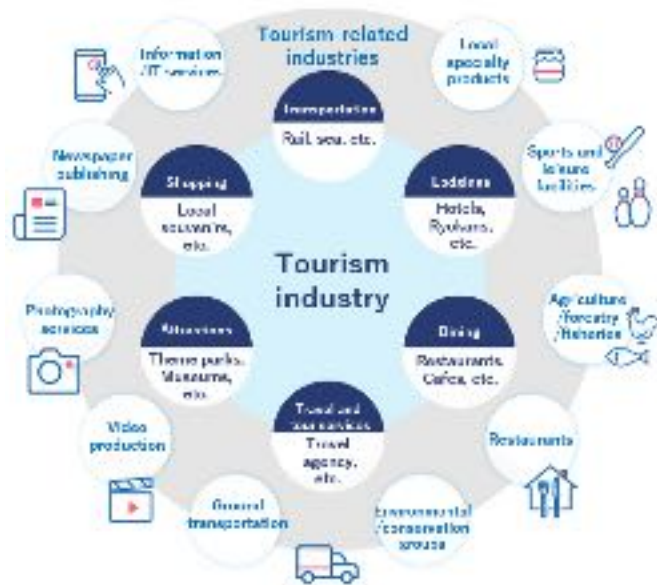 Tourism related
industries
Information
/IT services
Local
specialty
products
Transportation
Rail, sea, etc.
Newspaper
publishing
Shopping
Local
souvenirs,
etc.
Lodging
Hotels,
Ryokans,
etc.
Sports and
leisure
facilities
Tourism
industry
Photography
services
Attractions
Theme parks,
Museums,
etc.
Dining
Restaurants,
Cafes, etc.
Agriculture
/forestry
/fisheries
Travel and
tour services
Travel
agency,
etc.
Video
production
Restaurants
General
transportation
Environmental
/conservation
groups